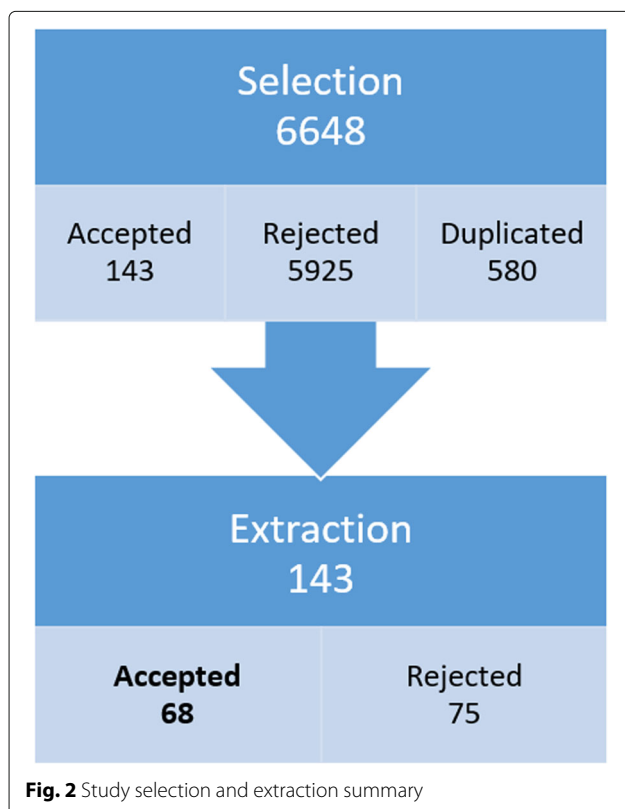 Selection
6648
Accepted
143
Rejected
5925
Duplicated
580
Extraction
143
Accepted
68
Rejected
75
Fig. 2 Study selection and extraction summary